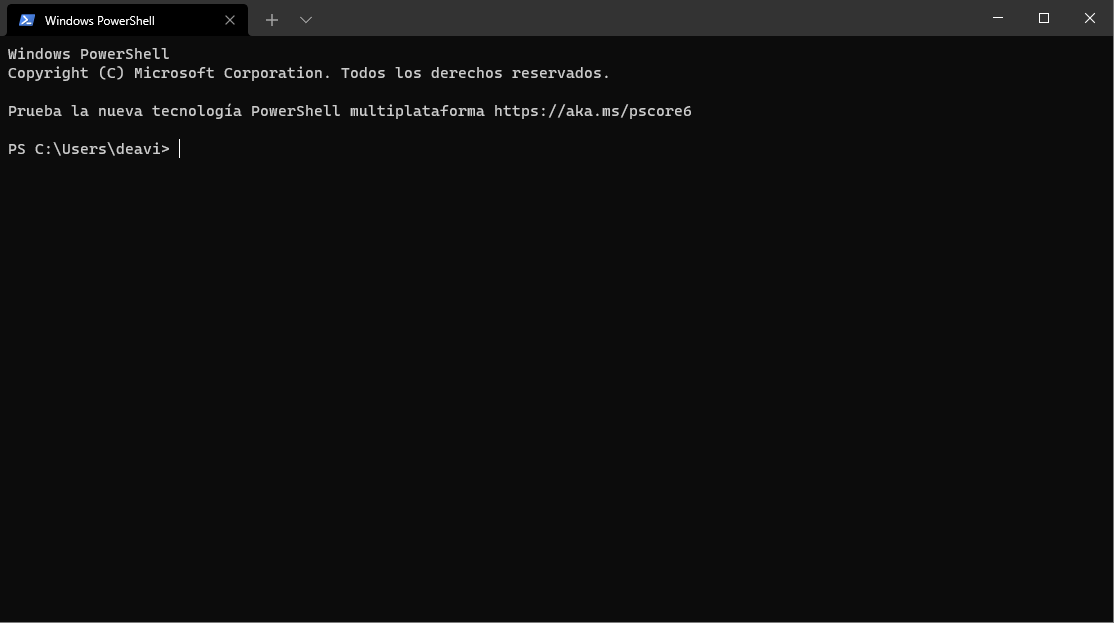 Windows PowerShell
Windows PowerShell
Copyright (C) Microsoft Corporation. Todos los derechos reservados.
Prueba la nueva tecnología PowerShell multiplataforma https://aka.ms/pscore6
PS C:\Users\deavi>